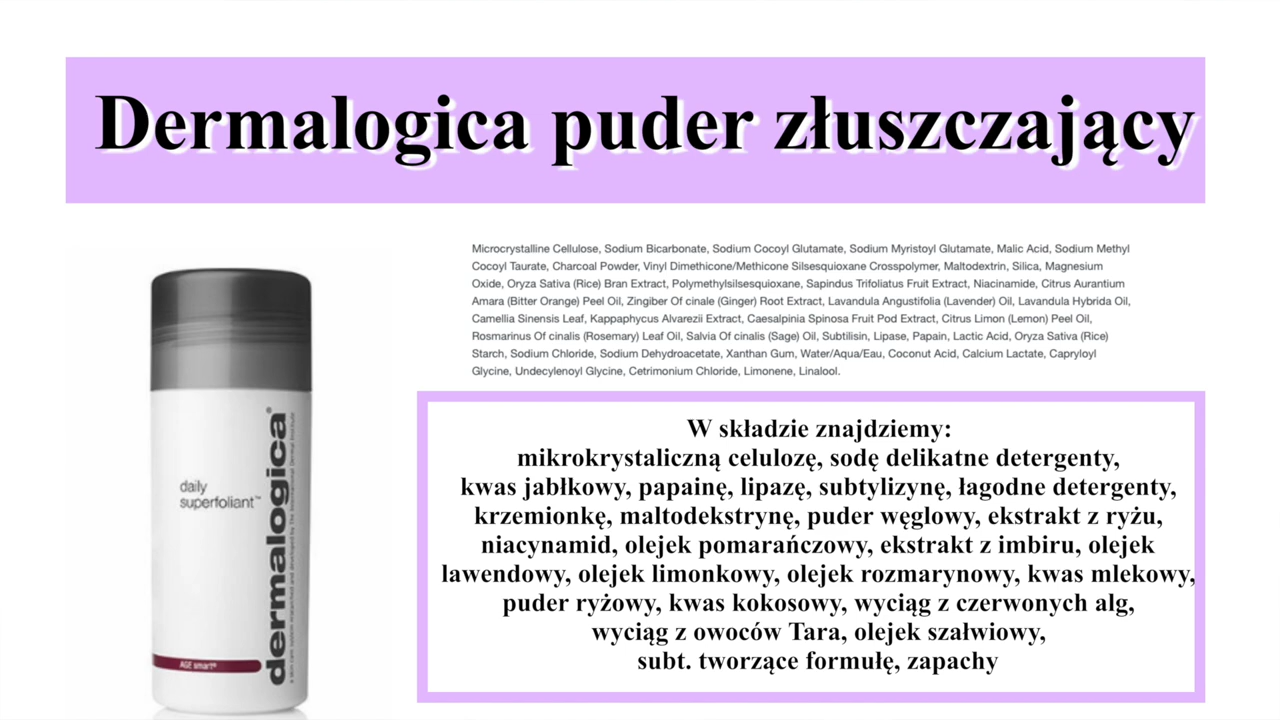 Dermalogica puder złuszczający
Microcrystalline Cellulose, Sodium Bicarbonate, Sodium Cocoyl Glutamate, Sodium Myristoyl Glutamate, Malic Acid, Sodium Methyl
Cocoyl Taurate, Charcoal Powder, Vinyl Dimethicone/Methicone Silsesquioxane Crosspolymer, Maltodextrin, Silica, Magnesium
Oxide, Oryza Sativa (Rice) Bran Extract, Polymethylsilsesquioxane, Sapindus Trifoliatus Fruit Extract, Niacinamide, Citrus Aurantium
Amara (Bitter Orange) Peel Oil, Zingiber Of cinale (Ginger) Root Extract, Lavandula Angustifolia (Lavender) Oil, Lavandula Hybrida Oil,
Camellia Sinensis Leaf, Kappaphycus Alvarezii Extract, Caesalpinia Spinosa Fruit Pod Extract, Citrus Limon (Lemon) Peel Oil,
Rosmarinus Of cinalis (Rosemary) Leaf Oil, Salvia Of cinalis (Sage) Oil, Subtilisin, Lipase, Papain, Lactic Acid, Oryza Sativa (Rice)
Starch, Sodium Chloride, Sodium Dehydroacetate, Xanthan Gum, Water/Aqua/Eau, Coconut Acid, Calcium Lactate, Capryloyl
Glycine, Undecylenoyl Glycine, Cetrimonium Chloride, Limonene, Linalool.
daily
superfoliant™
dermalogica®
AGE smart®
W składzie znajdziemy:
mikrokrystaliczną celulozę, sodę delikatne detergenty,
kwas jabłkowy, papainę, lipazę, subtylizynę, łagodne detergenty,
krzemionkę, maltodekstrynę, puder węglowy, ekstrakt z ryżu,
niacynamid, olejek pomarańczowy, ekstrakt z imbiru, olejek
lawendowy, olejek limonkowy, olejek rozmarynowy, kwas mlekowy,
puder ryżowy, kwas kokosowy, wyciąg z czerwonych alg,
wyciąg z owoców Tara, olejek szałwiowy,
subt. tworzące formułę, zapachy